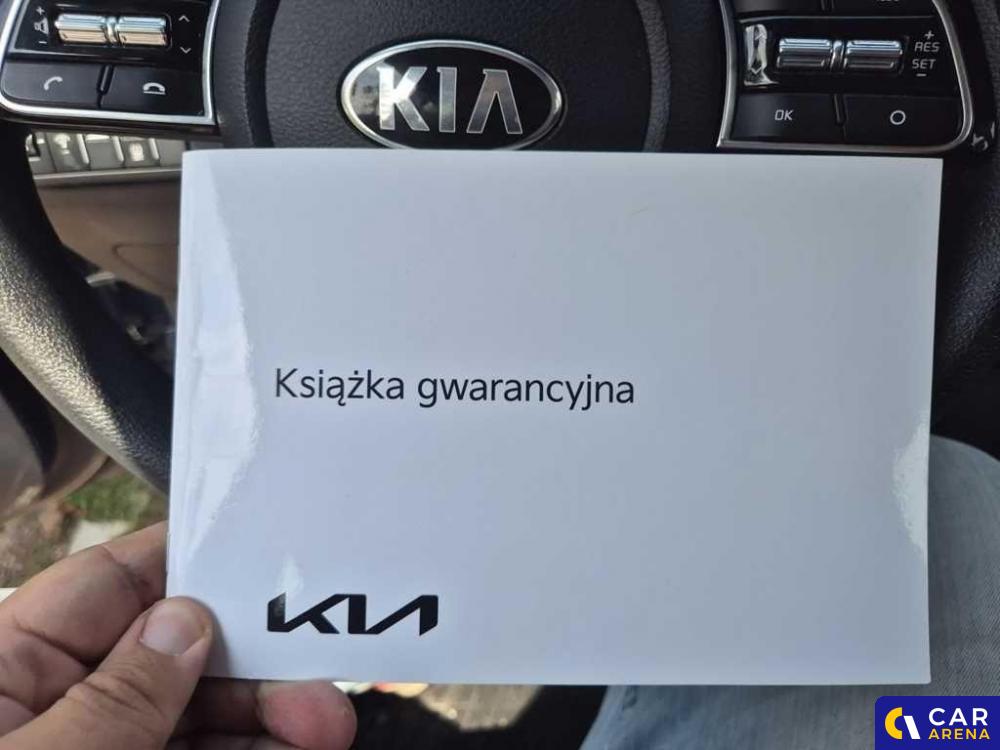 KIA
+
RES
SET
−
OK
Książka gwarancyjna
KIA
CAR
ARENA